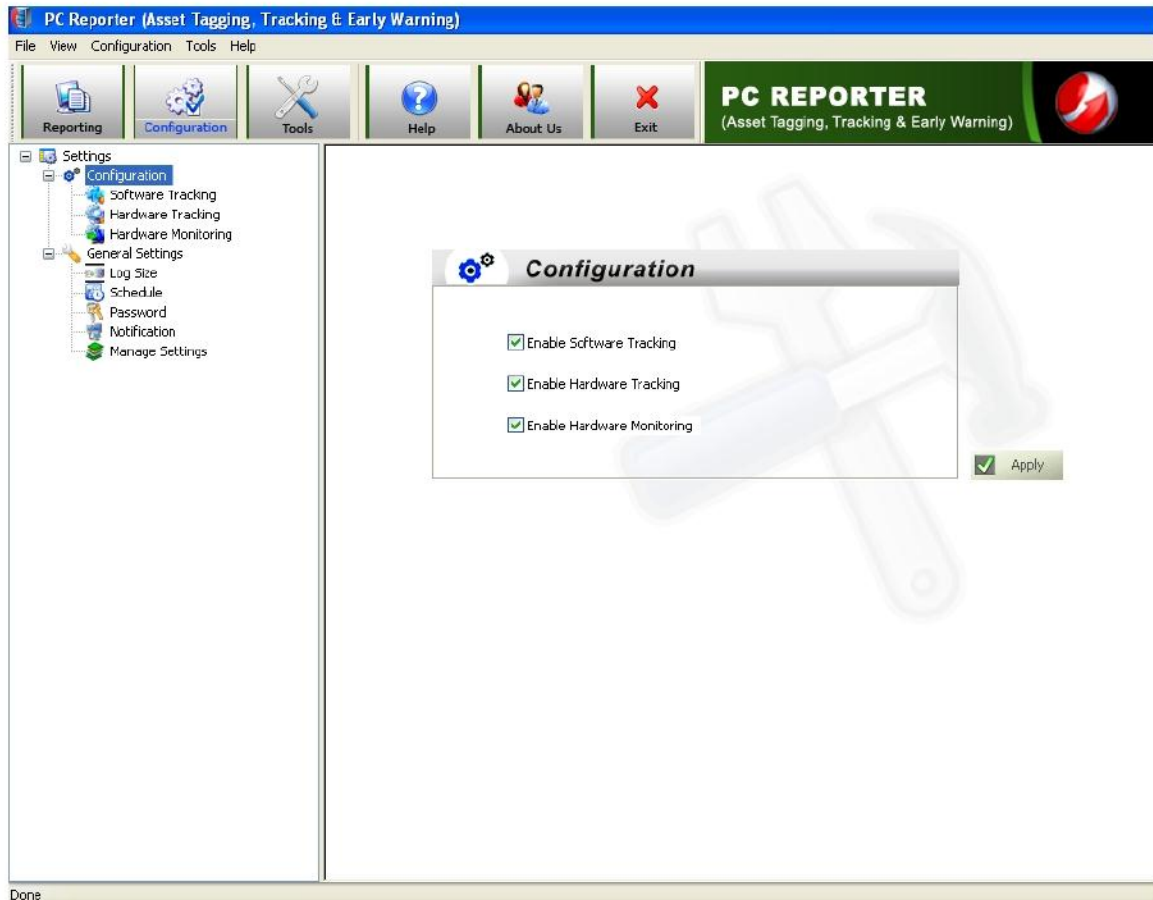 PC Reporter (Asset Tagging, Tracking & Early Warning)
File View Configuration Tools Help
Reporting Configuration Tools Help About Us Exit
PC REPORTER
(Asset Tagging, Tracking & Early Warning)
Settings
Configuration
Software Tracking
Hardware Tracking
Hardware Monitoring
General Settings
Log Size
Schedule
Password
Notification
Manage Settings
Configuration
Enable Software Tracking
Enable Hardware Tracking
Enable Hardware Monitoring
Apply
Done